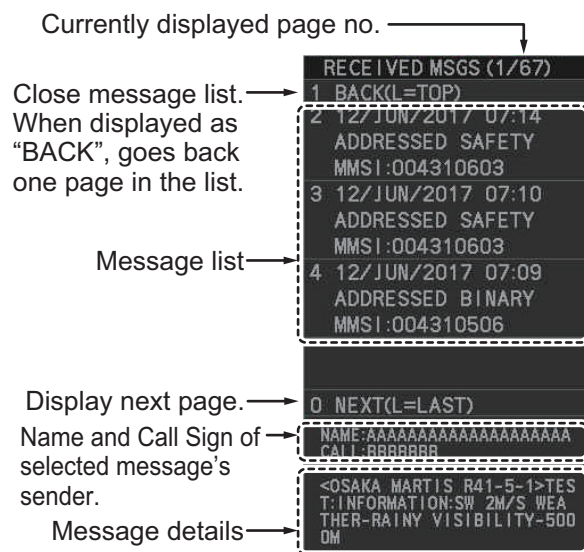 Currently displayed page no.
RECEIVED MSGS (1/67)
Close message list.
When displayed as
“BACK”, goes back
one page in the list.
1 BACK(L=TOP)
2 12/JUN/2017 07:14
ADDRESSED SAFETY
MMSI:004310603
3 12/JUN/2017 07:10
ADDRESSED SAFETY
MMSI:004310603
Message list
4 12/JUN/2017 07:09
ADDRESSED BINARY
MMSI:004310506
Display next page.
0 NEXT(L=LAST)
Name and Call Sign of
selected message's
sender.
NAME:AAAAAAAAAAAAAAAAAAAA
CALL:BBBBBBB
Message details
<OSAKA MARTIS R41-5-1>TES
T:INFORMATION:SW 2M/S WEA
THER-RAINY VISIBILITY-500
0M